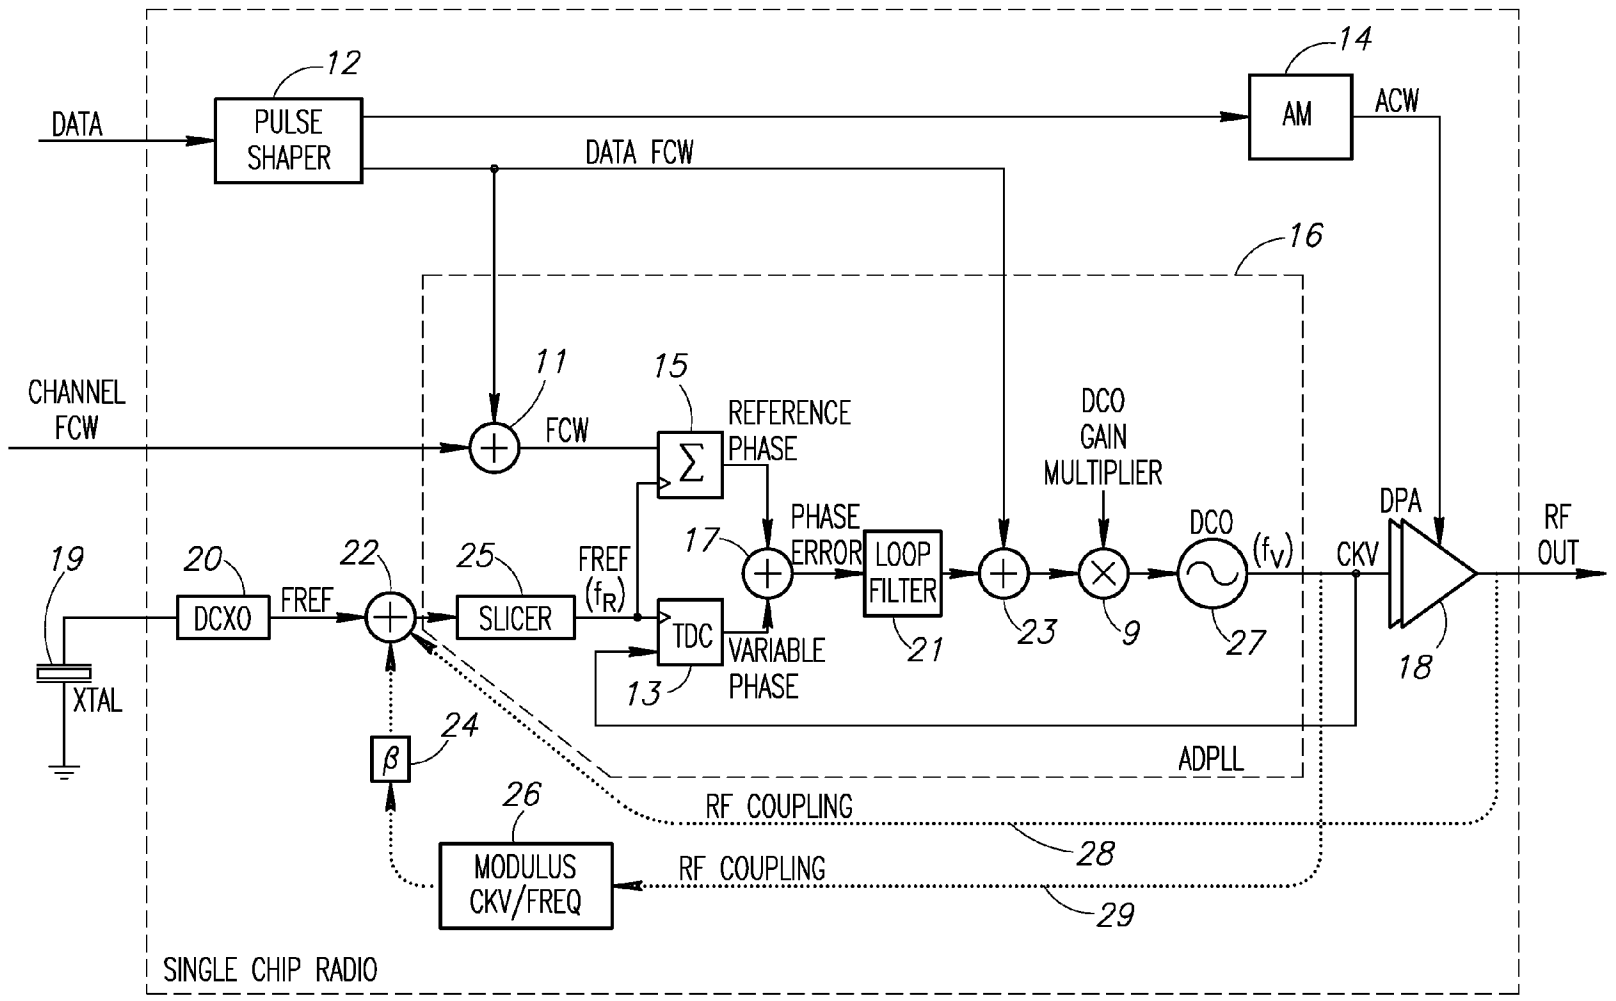 14
12
DATA
PULSE
SHAPER
AM
ACW
DATA FCW
16
CHANNEL
FCW
11
+
FCW
15
Σ
REFERENCE
PHASE
DCO
GAIN
MULTIPLIER
DPA
RF
OUT
19
XTAL
20
DCXO
FREF
22
+
25
SLICER
FREF
(fR)
TDC
13
VARIABLE
PHASE
17
+
PHASE
ERROR
LOOP
FILTER
21
+
23
×
9
DCO
27
(fV)
CKV
18
β
24
ADPLL
26
MODULUS
CKV/FREQ
RF COUPLING
28
RF COUPLING
29
SINGLE CHIP RADIO